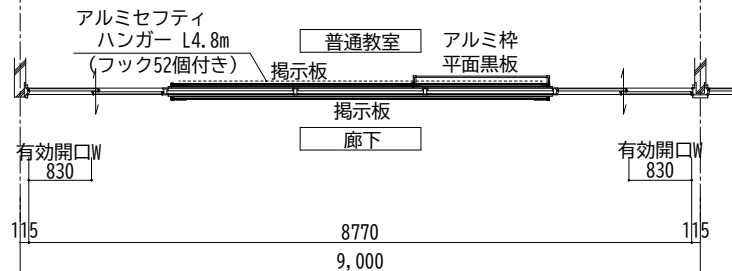 アルミセフティ
ハンガー L4.8m
(フック52個付き)
普通教室
アルミ枠
平面黒板
掲示板
掲示板
廊下
有効開口W
830
有効開口W
830
115
8770
115
9,000